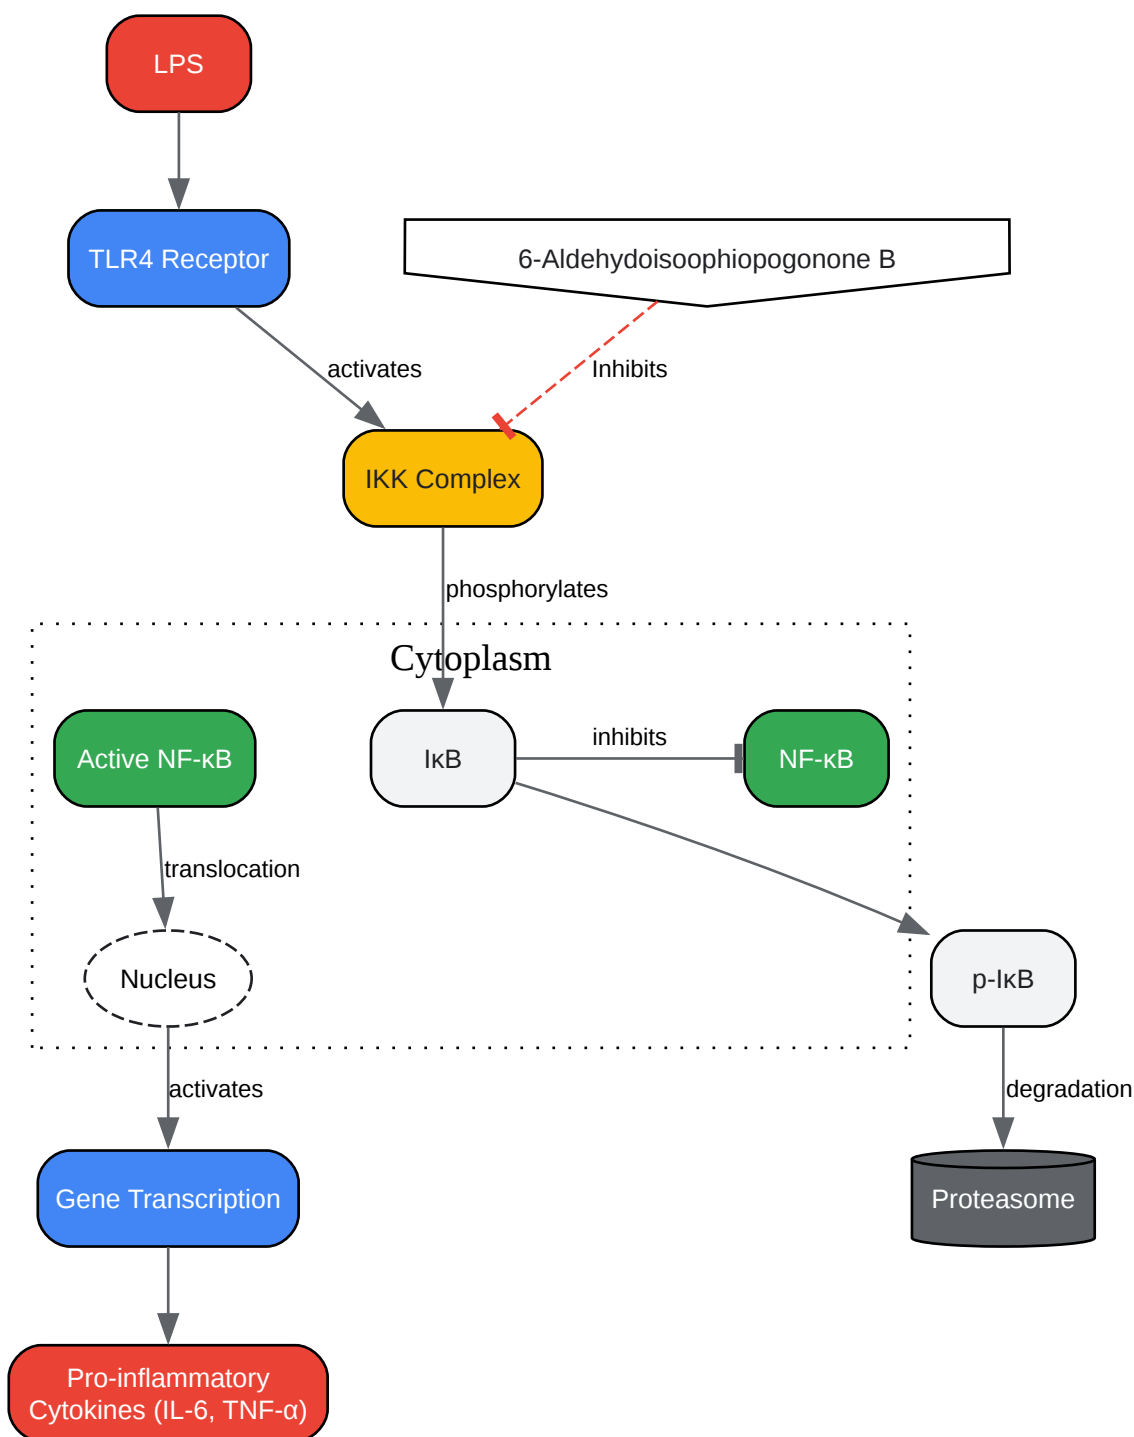 LPS
TLR4 Receptor
6-Aldehydoisoophiopogonone B
activates
Inhibits
IKK Complex
phosphorylates
Cytoplasm
Active NF-κB
IκB
inhibits
NF-κB
translocation
Nucleus
p-IκB
activates
degradation
Gene Transcription
Proteasome
Pro-inflammatory
Cytokines (IL-6, TNF-α)